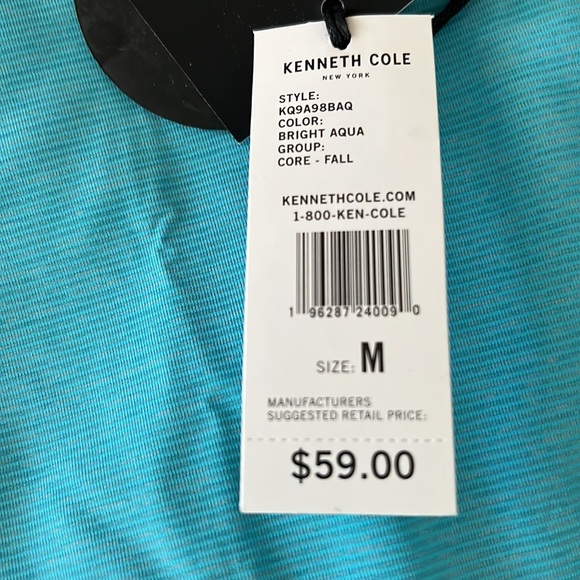 KENNETH COLE
NEW YORK
STYLE:
KQ9A98BAQ
COLOR:
BRIGHT AQUA
GROUP:
CORE - FALL
KENNETHCOLE.COM
1-800-KEN-COLE
1 96287 24009 0
SIZE: M
MANUFACTURERS
SUGGESTED RETAIL PRICE:
$59.00